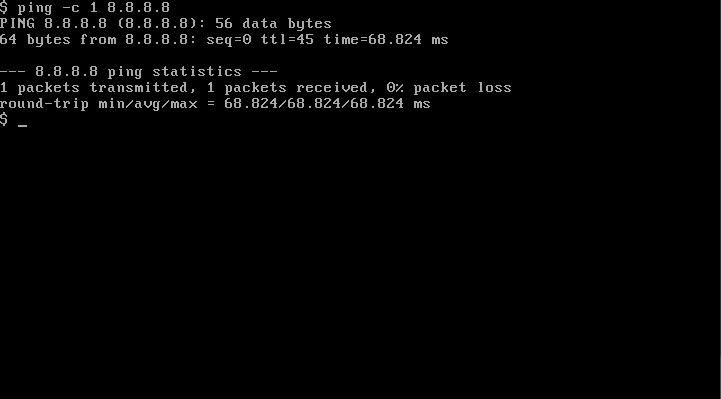 $ ping -c 1 8.8.8.8
PING 8.8.8.8 (8.8.8.8): 56 data bytes
64 bytes from 8.8.8.8: seq=0 ttl=45 time=68.824 ms
--- 8.8.8.8 ping statistics ---
1 packets transmitted, 1 packets received, 0% packet loss
round-trip min/avg/max = 68.824/68.824/68.824 ms
$ _